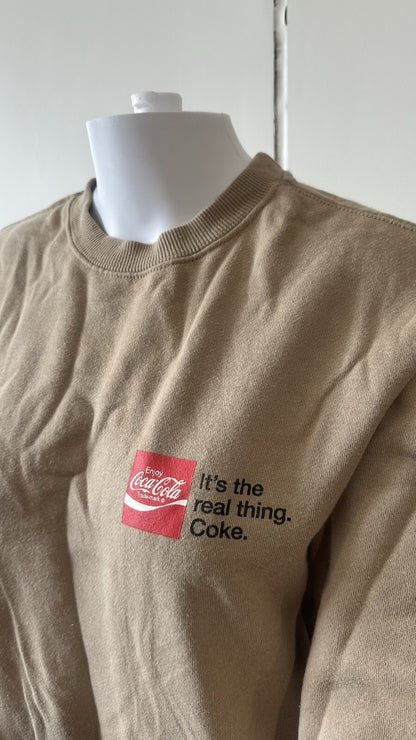 Enjoy
Coca-Cola
Trade-mark ®
It's the
real thing.
Coke.